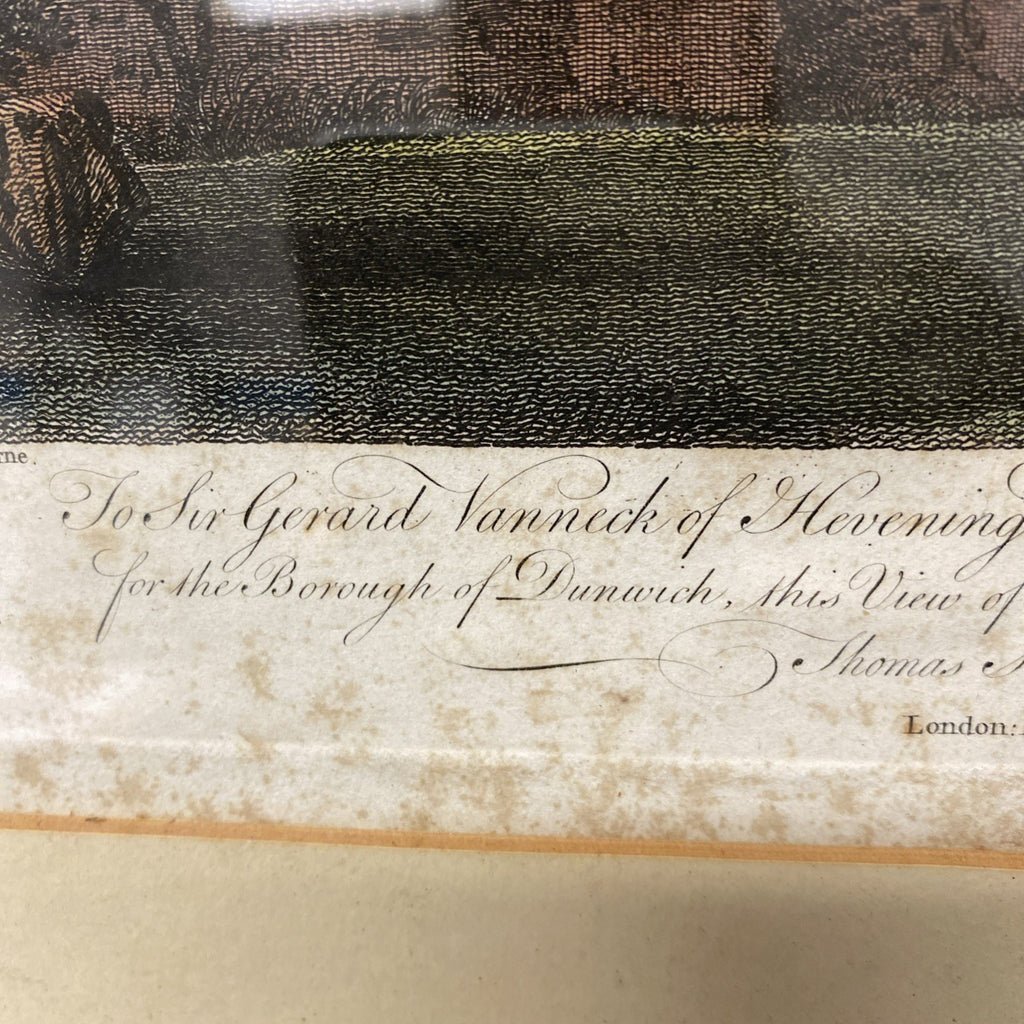 rne.
To Sir Gerard Vanneck of Hevening
for the Borough of Dunwich, this View of
Thomas
London: